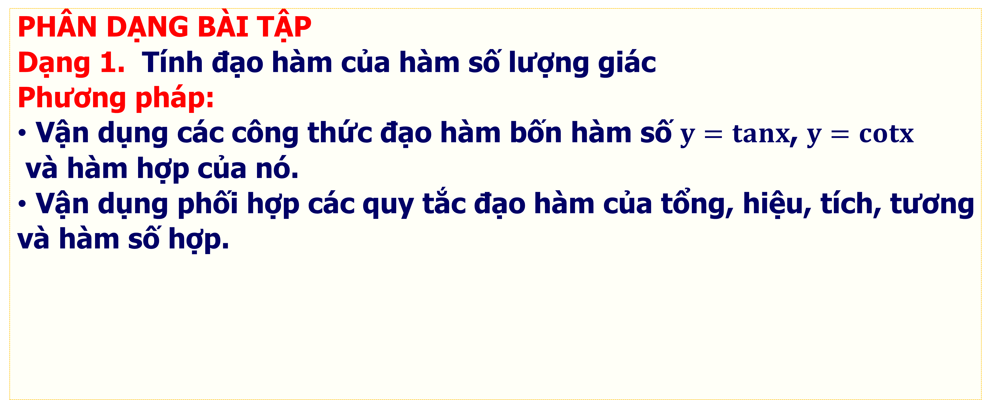 PHÂN DẠNG BÀI TẬP
Dạng 1. Tính đạo hàm của hàm số lượng giác
Phương pháp:
• Vận dụng các công thức đạo hàm bốn hàm số y = tanx, y = cotx
và hàm hợp của nó.
• Vận dụng phối hợp các quy tắc đạo hàm của tổng, hiệu, tích, tương
và hàm số hợp.